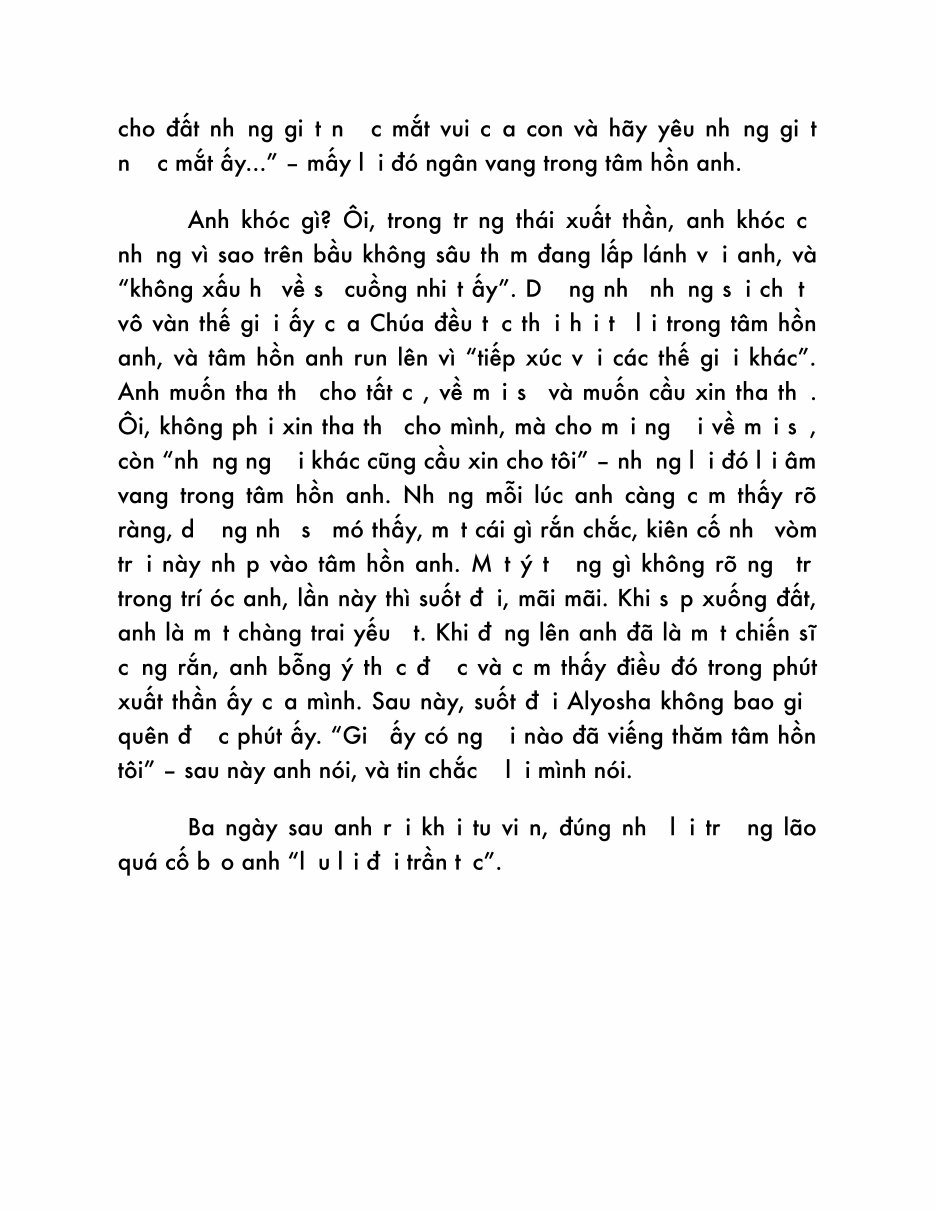 cho đất nh ng gi t n c mắt vui c a con và hãy yêu nh ng gi t
n c mắt ấy...” – mấy l i đó ngân vang trong tâm hồn anh.
Anh khóc gì? Ôi, trong tr ng thái xuất thần, anh khóc c
nh ng vì sao trên bầu không sâu th m đang lấp lánh v i anh, và
“không xấu h về s cuồng nhi t ấy”. D ng nh nh ng s i ch t
vô vàn thế gi i ấy c a Chúa đều t c th i h i t l i trong tâm hồn
anh, và tâm hồn anh run lên vì “tiếp xúc v i các thế gi i khác”.
Anh muốn tha th cho tất c , về m i s và muốn cầu xin tha th .
Ôi, không ph i xin tha th cho mình, mà cho m i ng i về m i s ,
còn “nh ng ng i khác cũng cầu xin cho tôi” – nh ng l i đó l i âm
vang trong tâm hồn anh. Nh ng mỗi lúc anh càng c m thấy rõ
ràng, d ng nh s mó thấy, m t cái gì rắn chắc, kiên cố nh vòm
tr i này nh p vào tâm hồn anh. M t ý t ng gì không rõ ng tr
trong trí óc anh, lần này thì suốt đ i, mãi mãi. Khi s p xuống đất,
anh là m t chàng trai yếu t. Khi đ ng lên anh đã là m t chiến sĩ
c ng rắn, anh bỗng ý th c đ c và c m thấy điều đó trong phút
xuất thần ấy c a mình. Sau này, suốt đ i Alyosha không bao gi
quên đ c phút ấy. “Gi ấy có ng i nào đã viếng thăm tâm hồn
tôi” – sau này anh nói, và tin chắc l i mình nói.
Ba ngày sau anh r i kh i tu vi n, đúng nh l i tr ng lão
quá cố b o anh “l u l i đ i trần t c”.